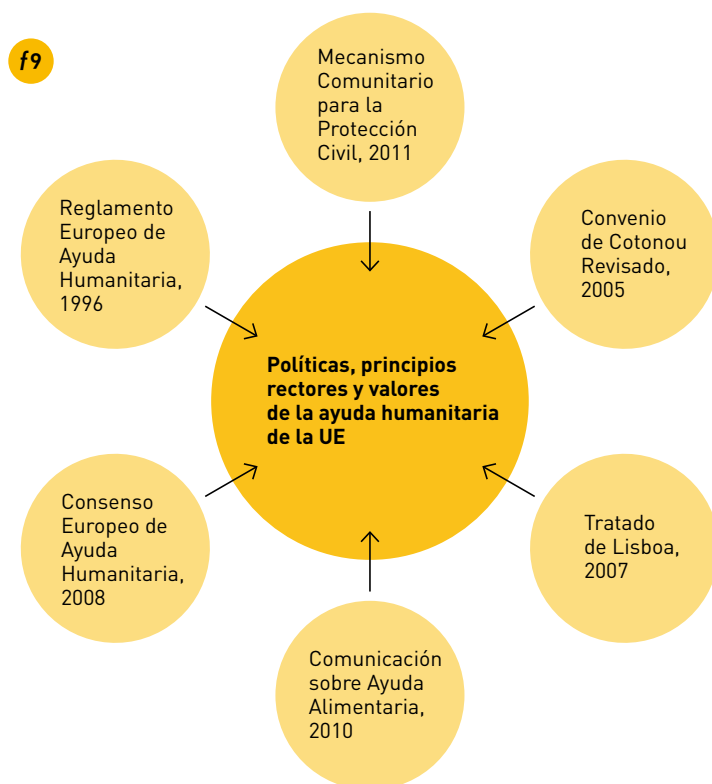 f9
Mecanismo
Comunitario
para la
Protección
Civil, 2011
Reglamento
Europeo de
Ayuda
Humanitaria,
1996
Convenio
de Cotonou
Revisado,
2005
Políticas, principios
rectores y valores
de la ayuda humanitaria
de la UE
Consenso
Europeo de
Ayuda
Humanitaria,
2008
Tratado
de Lisboa,
2007
Comunicación
sobre Ayuda
Alimentaria,
2010